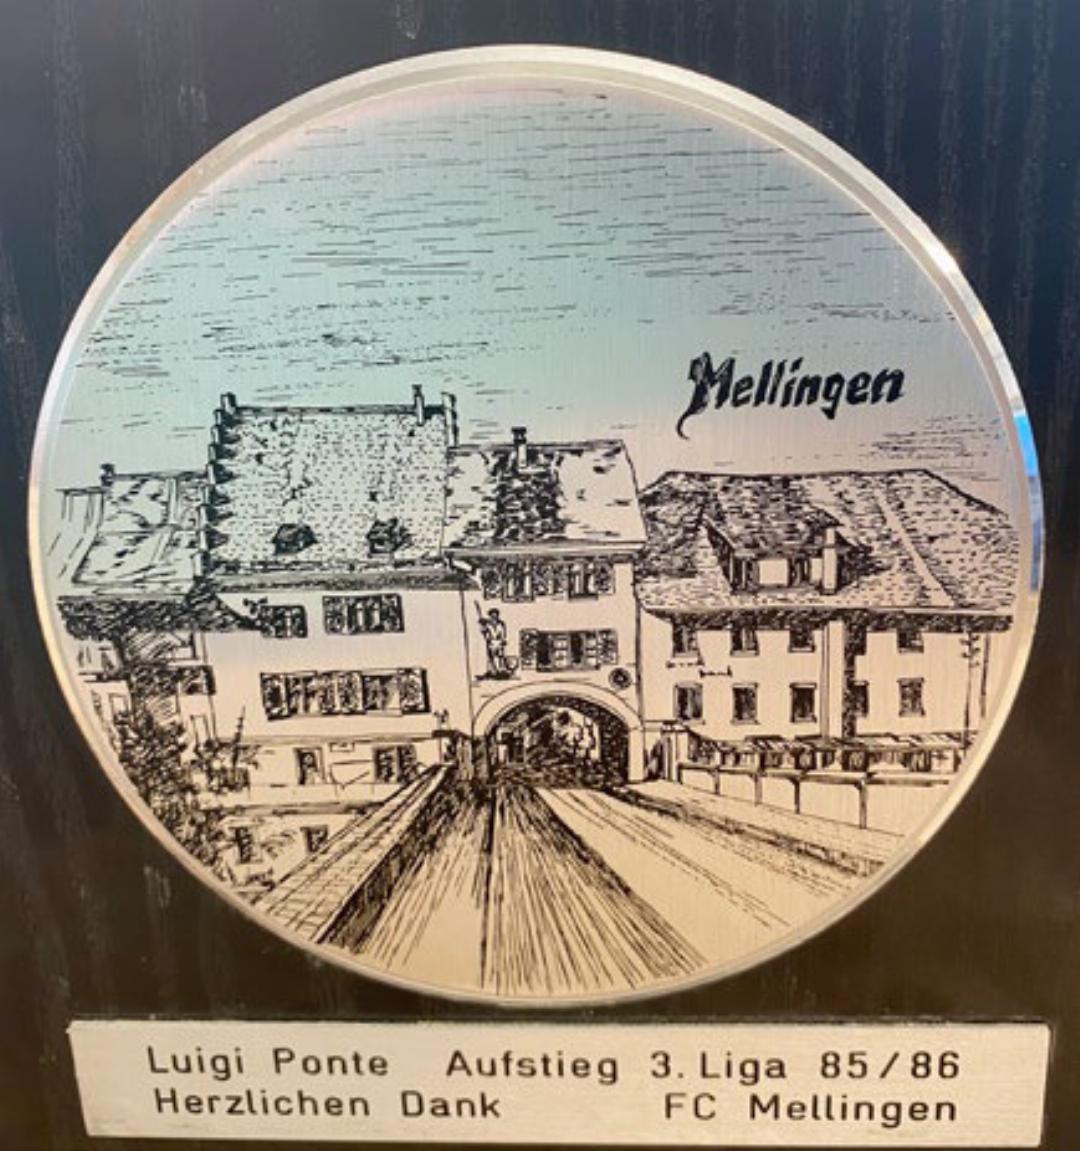 Mellingen
Luigi Ponte Aufstieg 3. Liga 85/86
Herzlichen Dank FC Mellingen